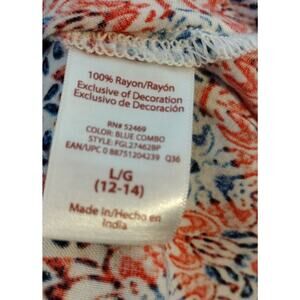 100% Rayon/Rayón
Exclusive of Decoration
Exclusivo de Decoración
RN# 52469
COLOR: BLUE COMBO
STYLE: FGL27462BP
EAN/UPC 0 88751204239 Q36
L/G
(12-14)
Made in/Hecho en
India